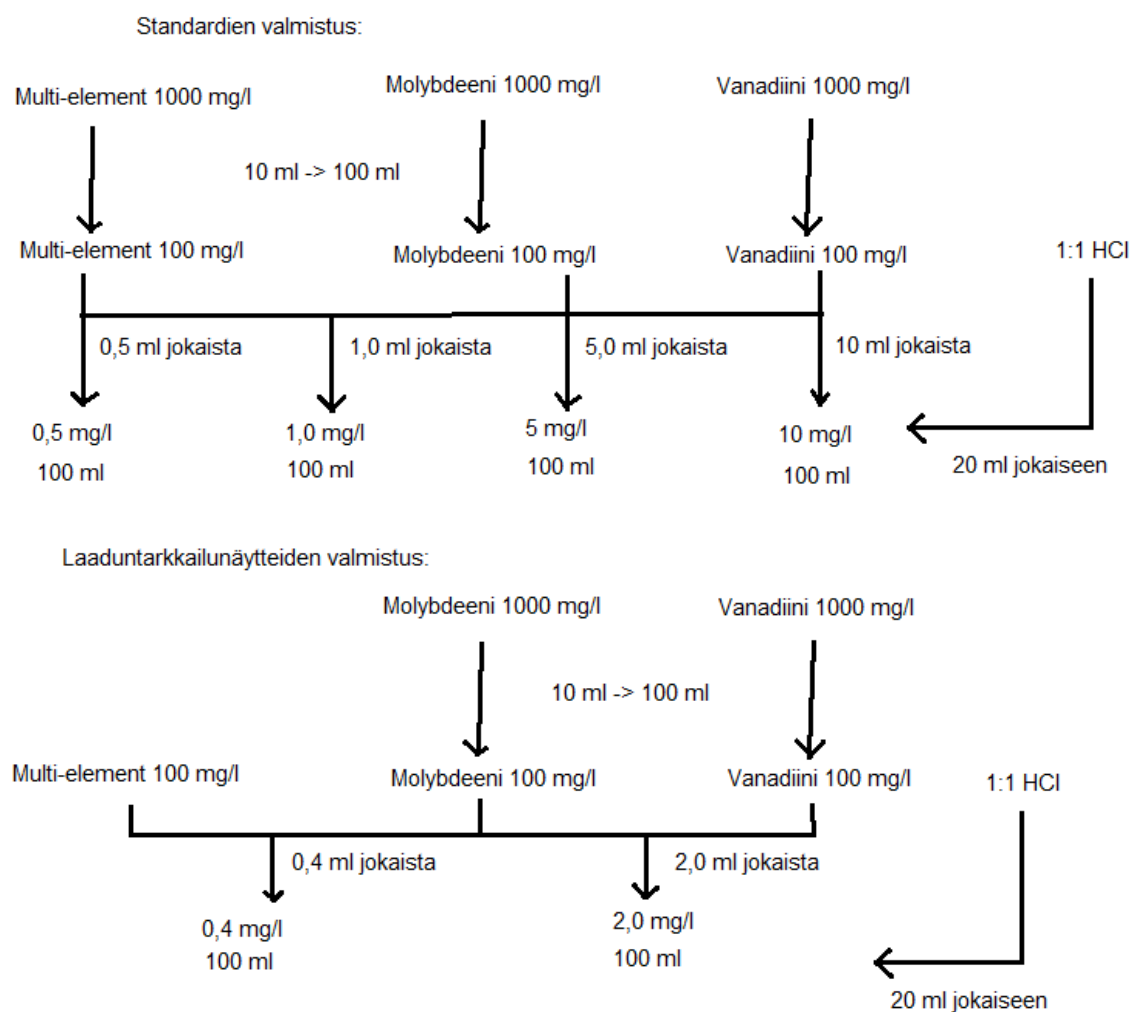 Standardien valmistus:
Multi-element 1000 mg/l
Molybdeeni 1000 mg/l
Vanadiini 1000 mg/l
10 ml -> 100 ml
Multi-element 100 mg/l
Molybdeeni 100 mg/l
Vanadiini 100 mg/l
1:1 HCl
0,5 ml jokaista
1,0 ml jokaista
5,0 ml jokaista
10 ml jokaista
0,5 mg/l
100 ml
1,0 mg/l
100 ml
5 mg/l
100 ml
10 mg/l
100 ml
20 ml jokaiseen
Laaduntarkkailunäytteiden valmistus:
Molybdeeni 1000 mg/l
Vanadiini 1000 mg/l
10 ml -> 100 ml
Multi-element 100 mg/l
Molybdeeni 100 mg/l
Vanadiini 100 mg/l
1:1 HCl
0,4 ml jokaista
2,0 ml jokaista
0,4 mg/l
100 ml
2,0 mg/l
100 ml
20 ml jokaiseen